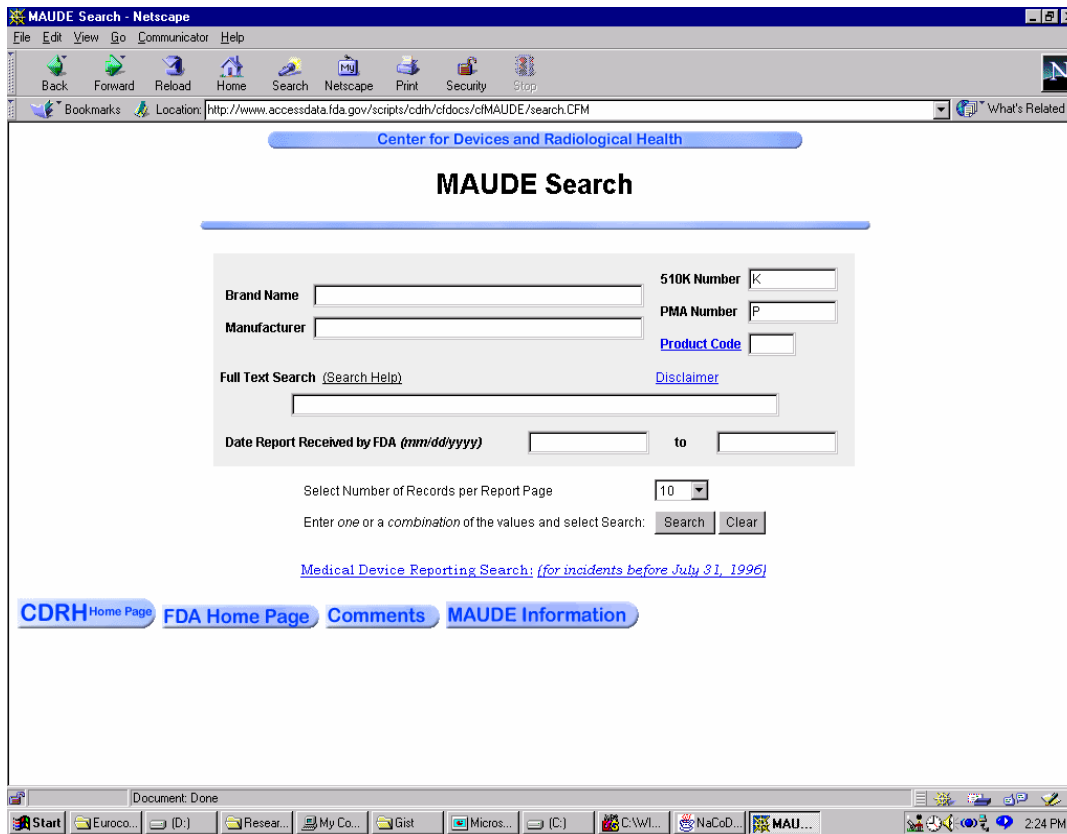 MAUDE Search - Netscape
File Edit View Go Communicator Help
My
N
Back Forward Reload Home Search Netscape Print Security Stop
Bookmarks Location: http://www.accessdata.fda.gov/scripts/cdrh/cfdocs/cfMAUDE/search.CFM What's Related
Center for Devices and Radiological Health
MAUDE Search
510K Number K
Brand Name
PMA Number P
Manufacturer
Product Code
Full Text Search (Search Help) Disclaimer
Date Report Received by FDA (mm/dd/yyyy) to
Select Number of Records per Report Page 10
Enter one or a combination of the values and select Search: Search Clear
Medical Device Reporting Search: (for incidents before July 31, 1996)
CDRH Home Page FDA Home Page Comments MAUDE Information
Document: Done
Start Euroco... (D:) Resear... My Co... Gist Micros... (C:) C:\WI... NaCoD... MAU... 2:24 PM